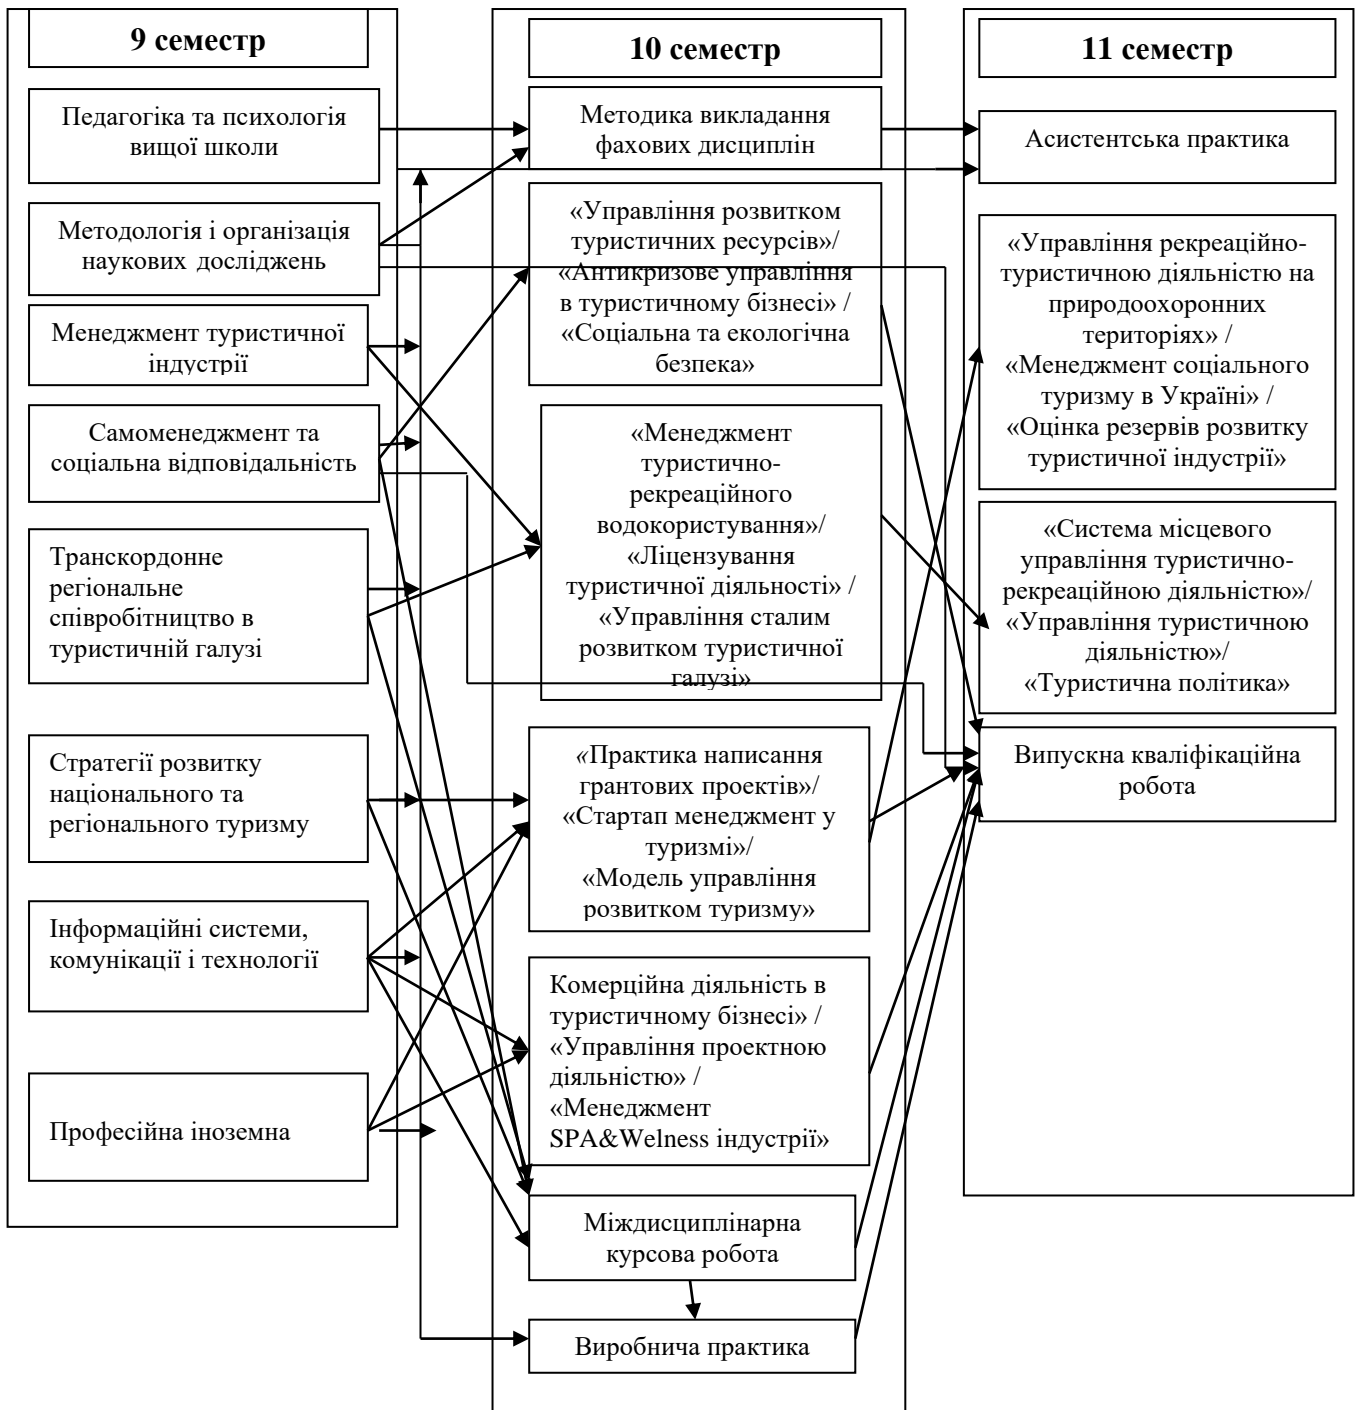 9 семестр
Педагогіка та психологія
вищої школи
Методологія і організація
наукових досліджень
Менеджмент туристичної
індустрії
Самоменеджмент та
соціальна відповідальність
Транскордонне
регіональне
співробітництво в
туристичній галузі
Стратегії розвитку
національного та
регіонального туризму
Інформаційні системи,
комунікації і технології
Професійна іноземна
10 семестр
Методика викладання
фахових дисциплін
«Управління розвитком
туристичних ресурсів»/
«Антикризове управління
в туристичному бізнесі» /
«Соціальна та екологічна
безпека»
«Менеджмент
туристично-
рекреаційного
водокористування»/
«Ліцензування
туристичної діяльності» /
«Управління сталим
розвитком туристичної
галузі»
«Практика написання
грантових проектів»/
«Стартап менеджмент у
туризмі»/
«Модель управління
розвитком туризму»
Комерційна діяльність в
туристичному бізнесі» /
«Управління проектною
діяльністю» /
«Менеджмент
SPA&Welness індустрії»
Міждисциплінарна
курсова робота
Виробнича практика
11 семестр
Асистентська практика
«Управління рекреаційно-
туристичною діяльністю на
природоохоронних
територіях» /
«Менеджмент соціального
туризму в Україні» /
«Оцінка резервів розвитку
туристичної індустрії»
«Система місцевого
управління туристично-
рекреаційною діяльністю»/
«Управління туристичною
діяльністю»/
«Туристична політика»
Випускна кваліфікаційна
робота